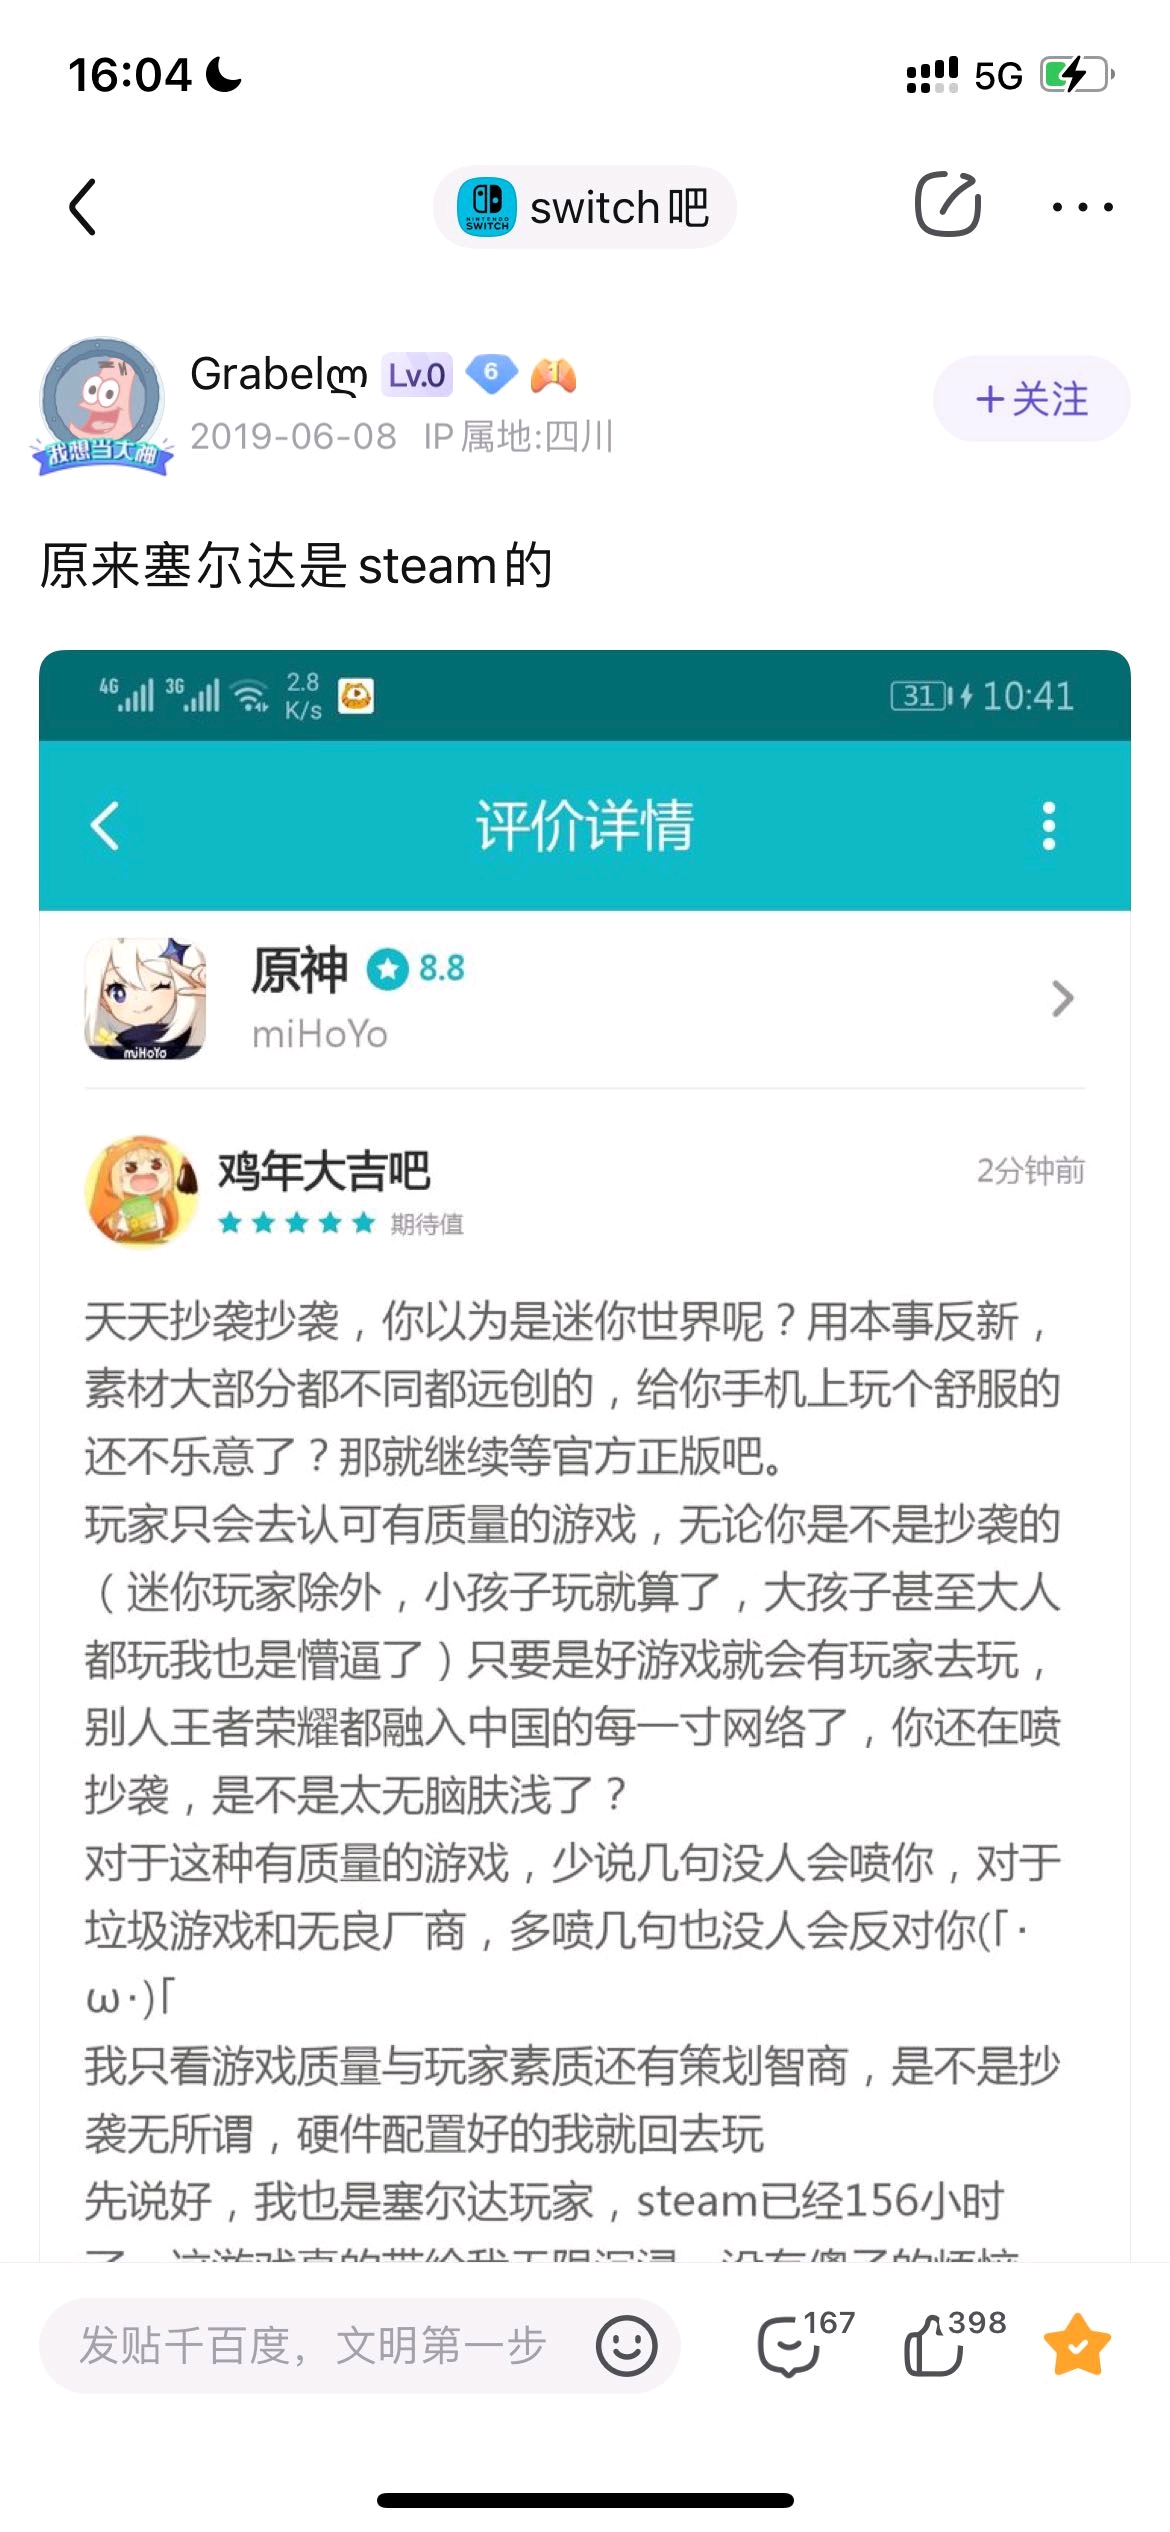 16:04
5G
NINTENDO
SWITCH
switch吧
Grabelლ Lv.0 6 1
我想当大神
2019-06-08 IP属地:四川
+关注
原来塞尔达是steam的
4G 3G 2.8
K/s
31 10:41
评价详情
原神 8.8
miHoYo
miHoYo
鸡年大吉吧
2分钟前
期待值
天天抄袭抄袭，你以为是迷你世界呢？用本事反新，
素材大部分都不同都远创的，给你手机上玩个舒服的
还不乐意了？那就继续等官方正版吧。
玩家只会去认可有质量的游戏，无论你是不是抄袭的
（迷你玩家除外，小孩子玩就算了，大孩子甚至大人
都玩我也是懵逼了）只要是好游戏就会有玩家去玩，
别人王者荣耀都融入中国的每一寸网络了，你还在喷
抄袭，是不是太无脑肤浅了？
对于这种有质量的游戏，少说几句没人会喷你，对于
垃圾游戏和无良厂商，多喷几句也没人会反对你(｢･
ω･)｢
我只看游戏质量与玩家素质还有策划智商，是不是抄
袭无所谓，硬件配置好的我就回去玩
先说好，我也是塞尔达玩家，steam已经156小时
发贴千百度，文明第一步
167
398